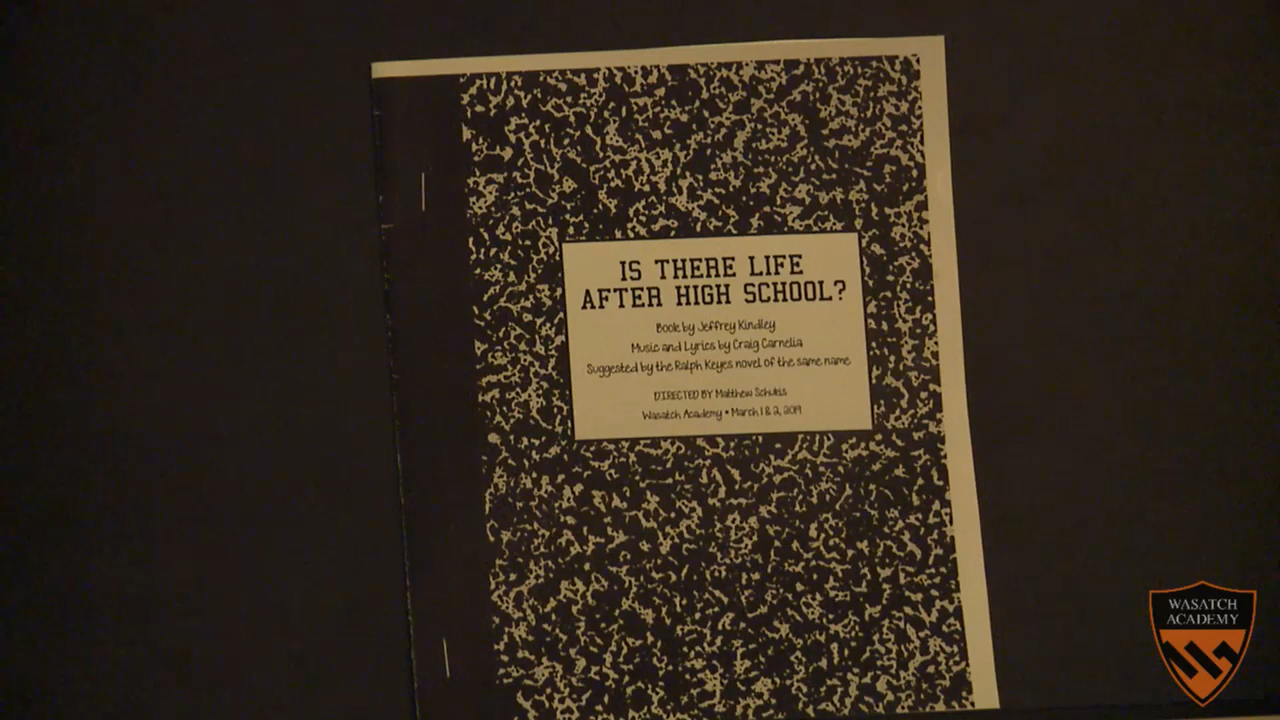 IS THERE LIFE
AFTER HIGH SCHOOL?
Book by Jeffrey Kindley
Music and Lyrics by Craig Carnelia
Suggested by the Ralph Keyes novel of the same name
DIRECTED BY Matthew
Wasatch Academy • March 1 & 2, 2019
WASATCH
ACADEMY